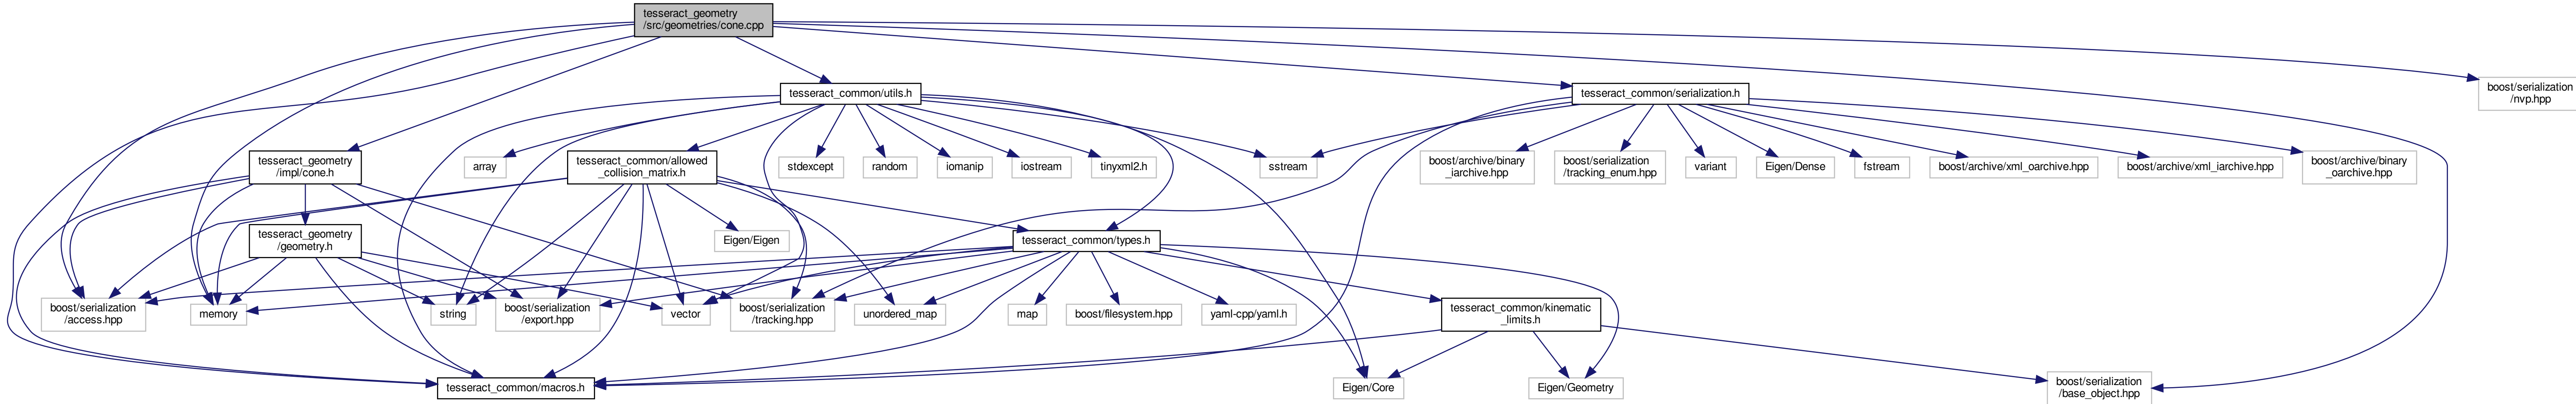 tesseract_geometry
/src/geometries/cone.cpp
tesseract_common/utils.h
tesseract_common/serialization.h
boost/serialization
/nvp.hpp
tesseract_geometry
/impl/cone.h
array
tesseract_common/allowed
_collision_matrix.h
stdexcept
random
iomanip
iostream
tinyxml2.h
sstream
boost/archive/binary
_iarchive.hpp
boost/serialization
/tracking_enum.hpp
variant
Eigen/Dense
fstream
boost/archive/xml_oarchive.hpp
boost/archive/xml_iarchive.hpp
boost/archive/binary
_oarchive.hpp
tesseract_geometry
/geometry.h
Eigen/Eigen
tesseract_common/types.h
boost/serialization
/access.hpp
memory
string
boost/serialization
/export.hpp
vector
boost/serialization
/tracking.hpp
unordered_map
map
boost/filesystem.hpp
yaml-cpp/yaml.h
tesseract_common/kinematic
_limits.h
tesseract_common/macros.h
Eigen/Core
Eigen/Geometry
boost/serialization
/base_object.hpp